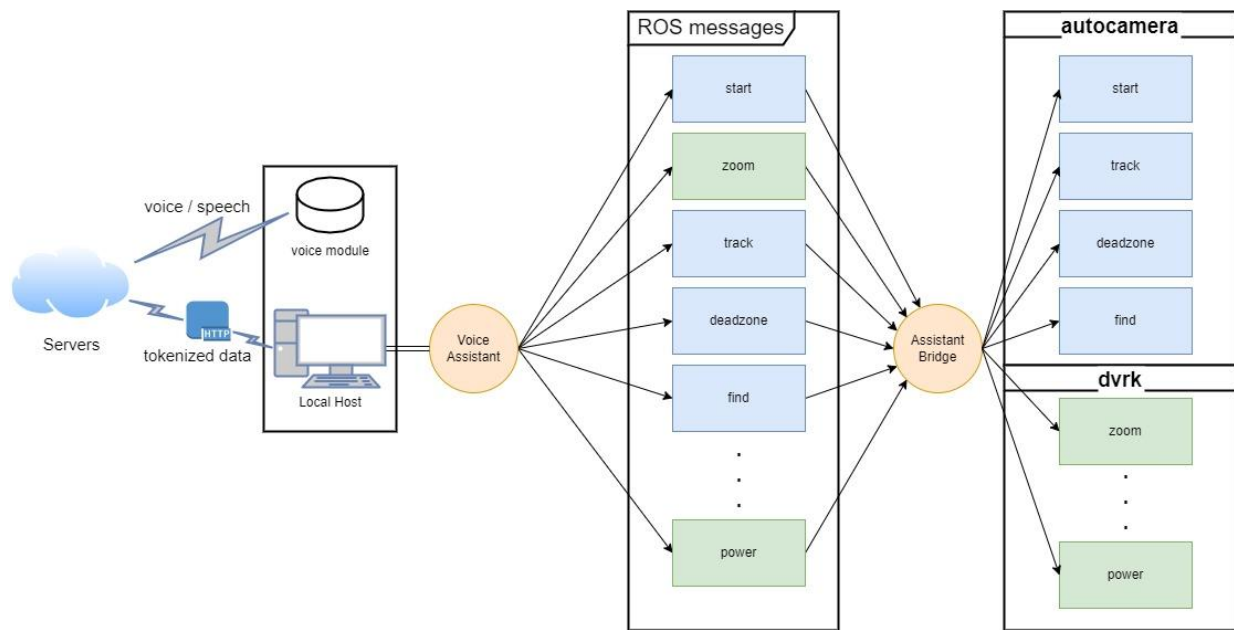 voice / speech
Servers
HTTP
tokenized data
voice module
Local Host
Voice
Assistant
ROS messages
start
zoom
track
deadzone
find
power
Assistant
Bridge
autocamera
start
track
deadzone
find
dvrk
zoom
power